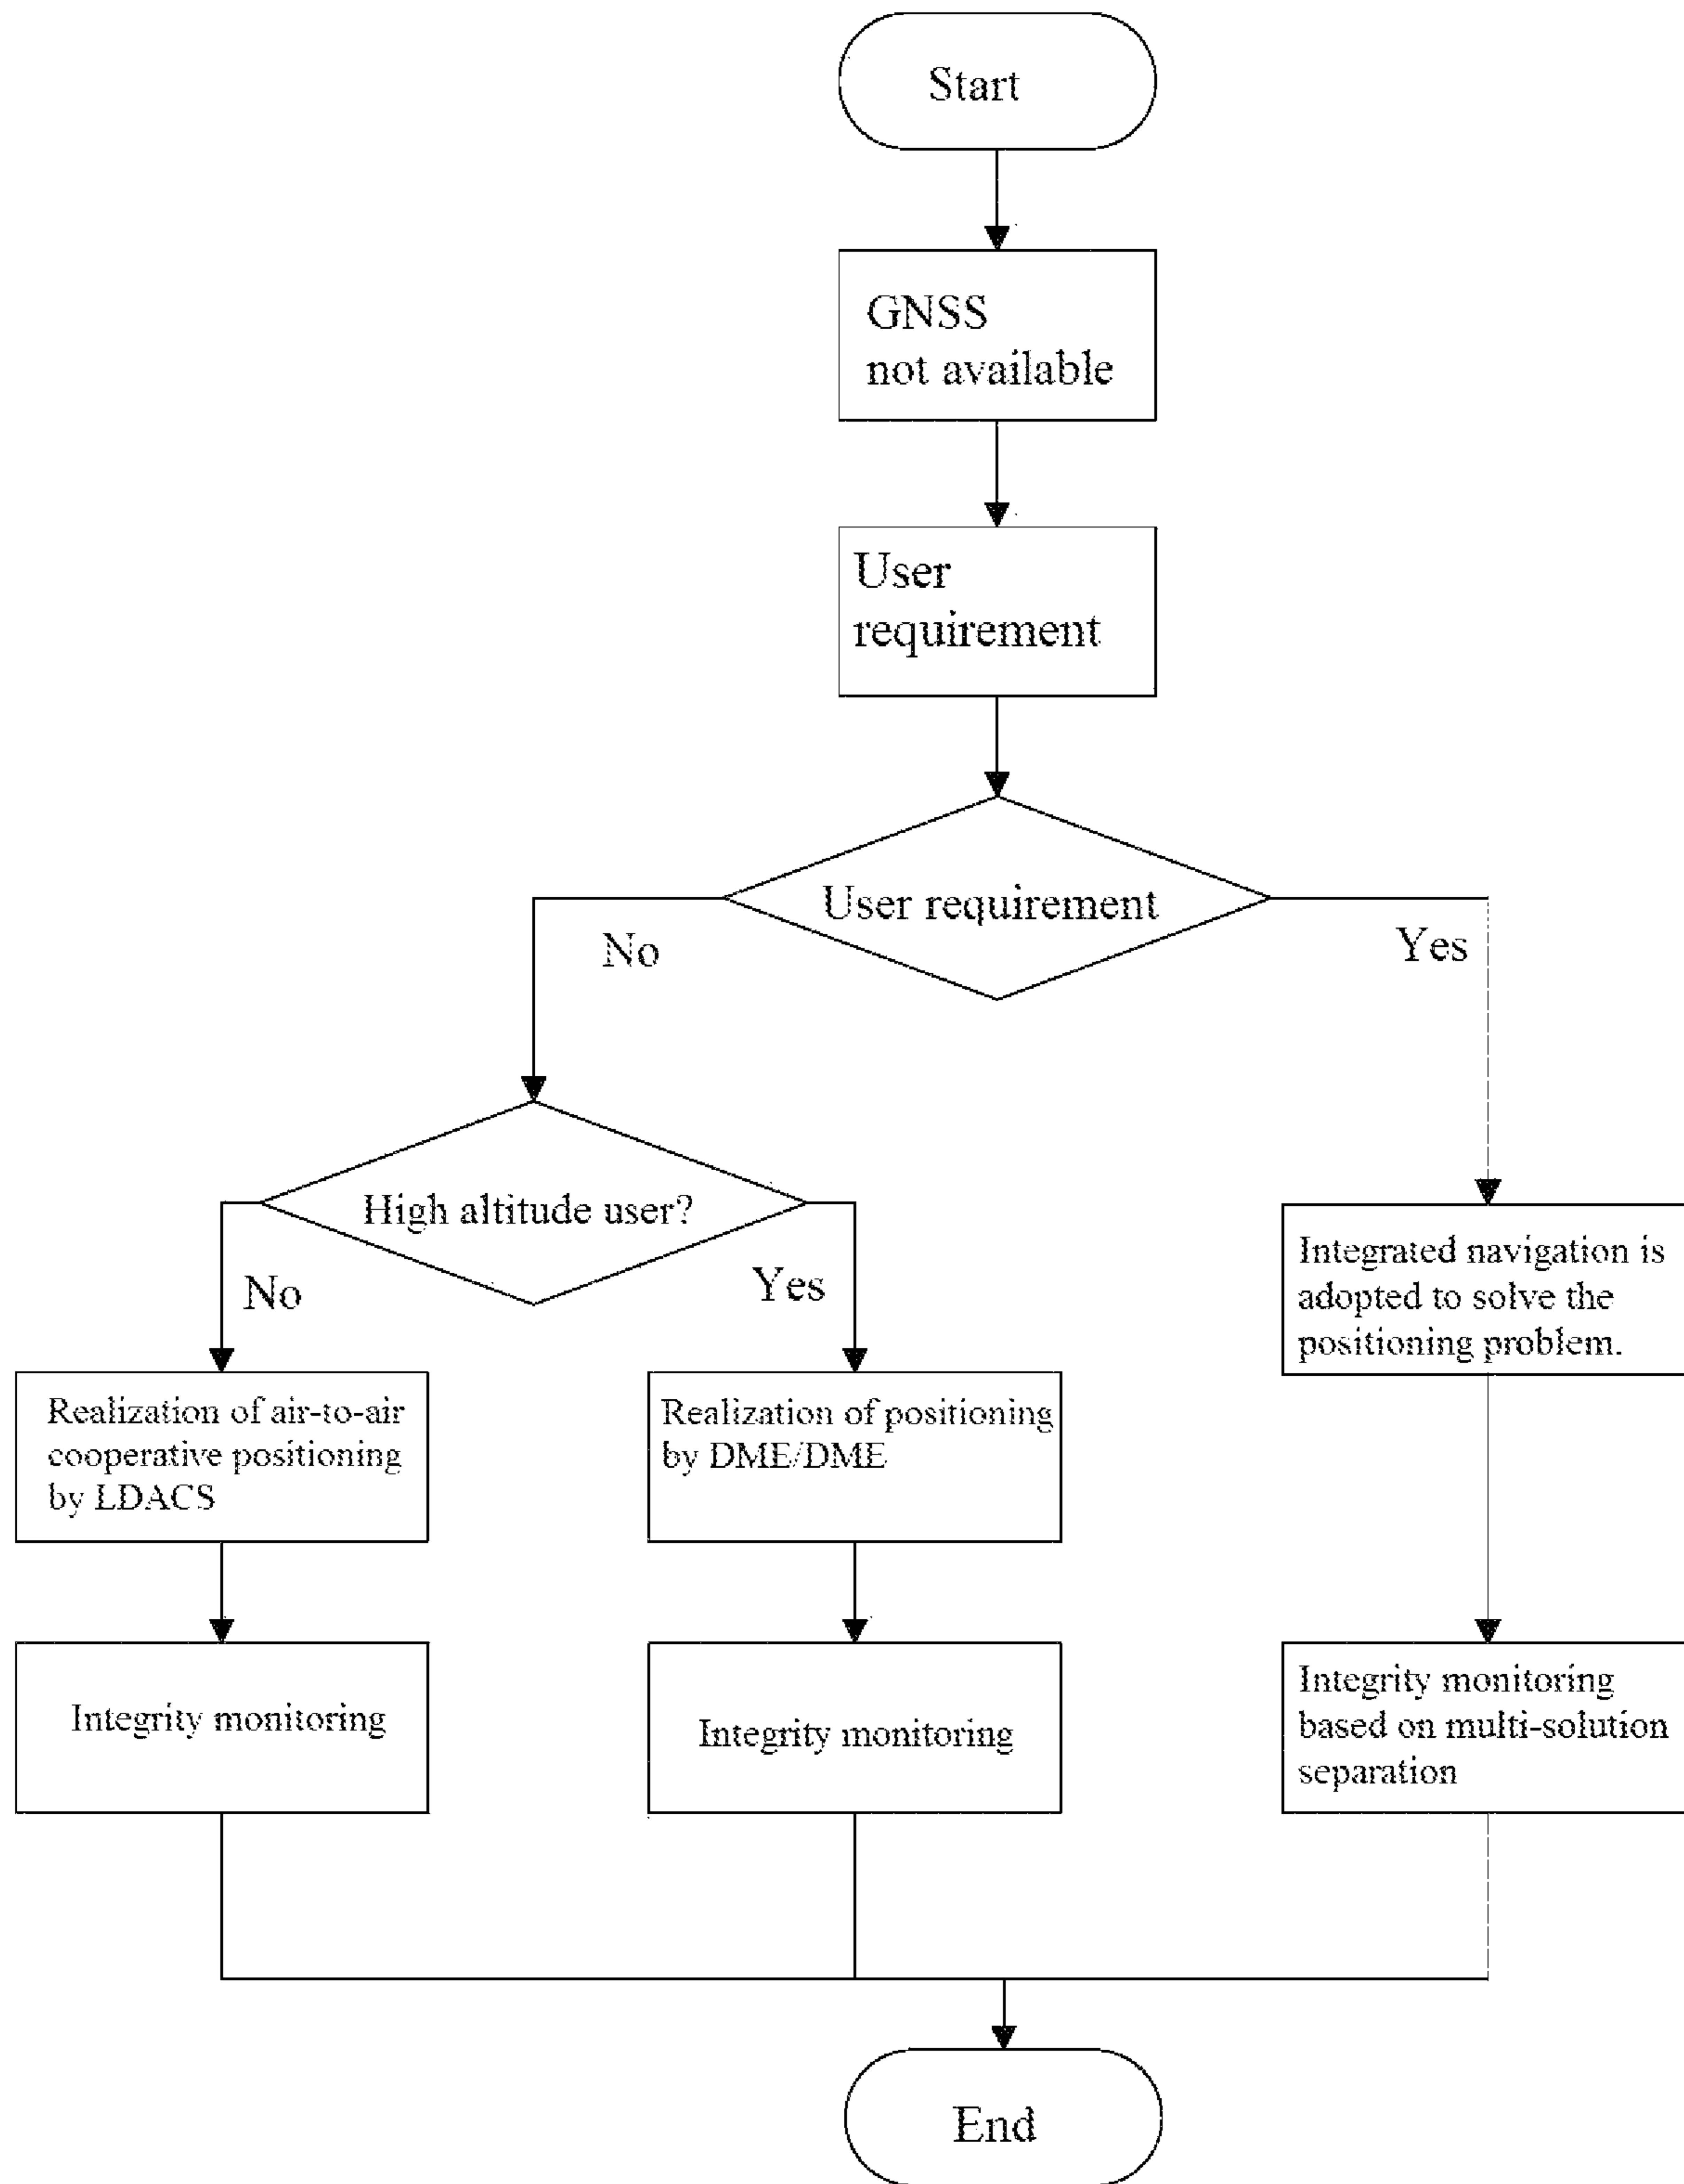 Start
GNSS
not available
User
requirement
User requirement
No
Yes
High altitude user?
No
Yes
Integrated navigation is
adopted to solve the
positioning problem.
Realization of air-to-air
cooperative positioning
by LDACS
Realization of positioning
by DME/DME
Integrity monitoring
Integrity monitoring
Integrity monitoring
based on multi-solution
separation
End